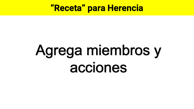 “Receta” para Herencia
Agrega miembros y
acciones